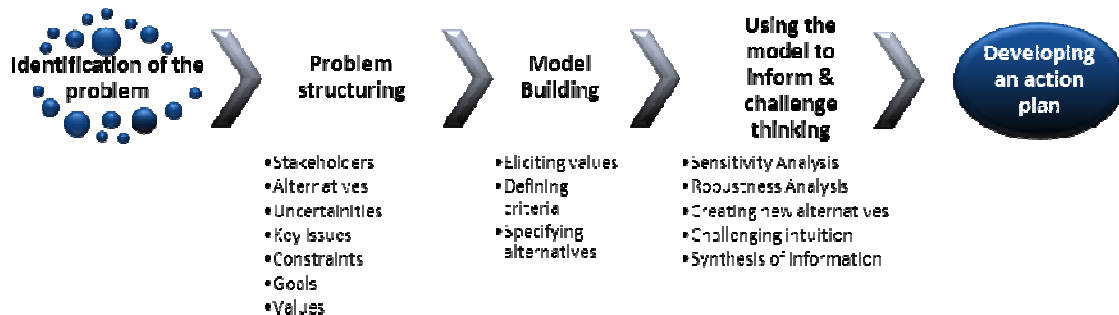 Identification of the
problem
Problem
structuring
•Stakeholders
•Alternatives
•Uncertainities
•Key Issues
•Constraints
•Goals
•Values
Model
Building
•Eliciting values
•Defining
criteria
•Specifying
alternatives
Using the
model to
inform &
challenge
thinking
•Sensitivity Analysis
•Robustness Analysis
•Creating new alternatives
•Challenging intuition
•Synthesis of information
Developing
an action
plan